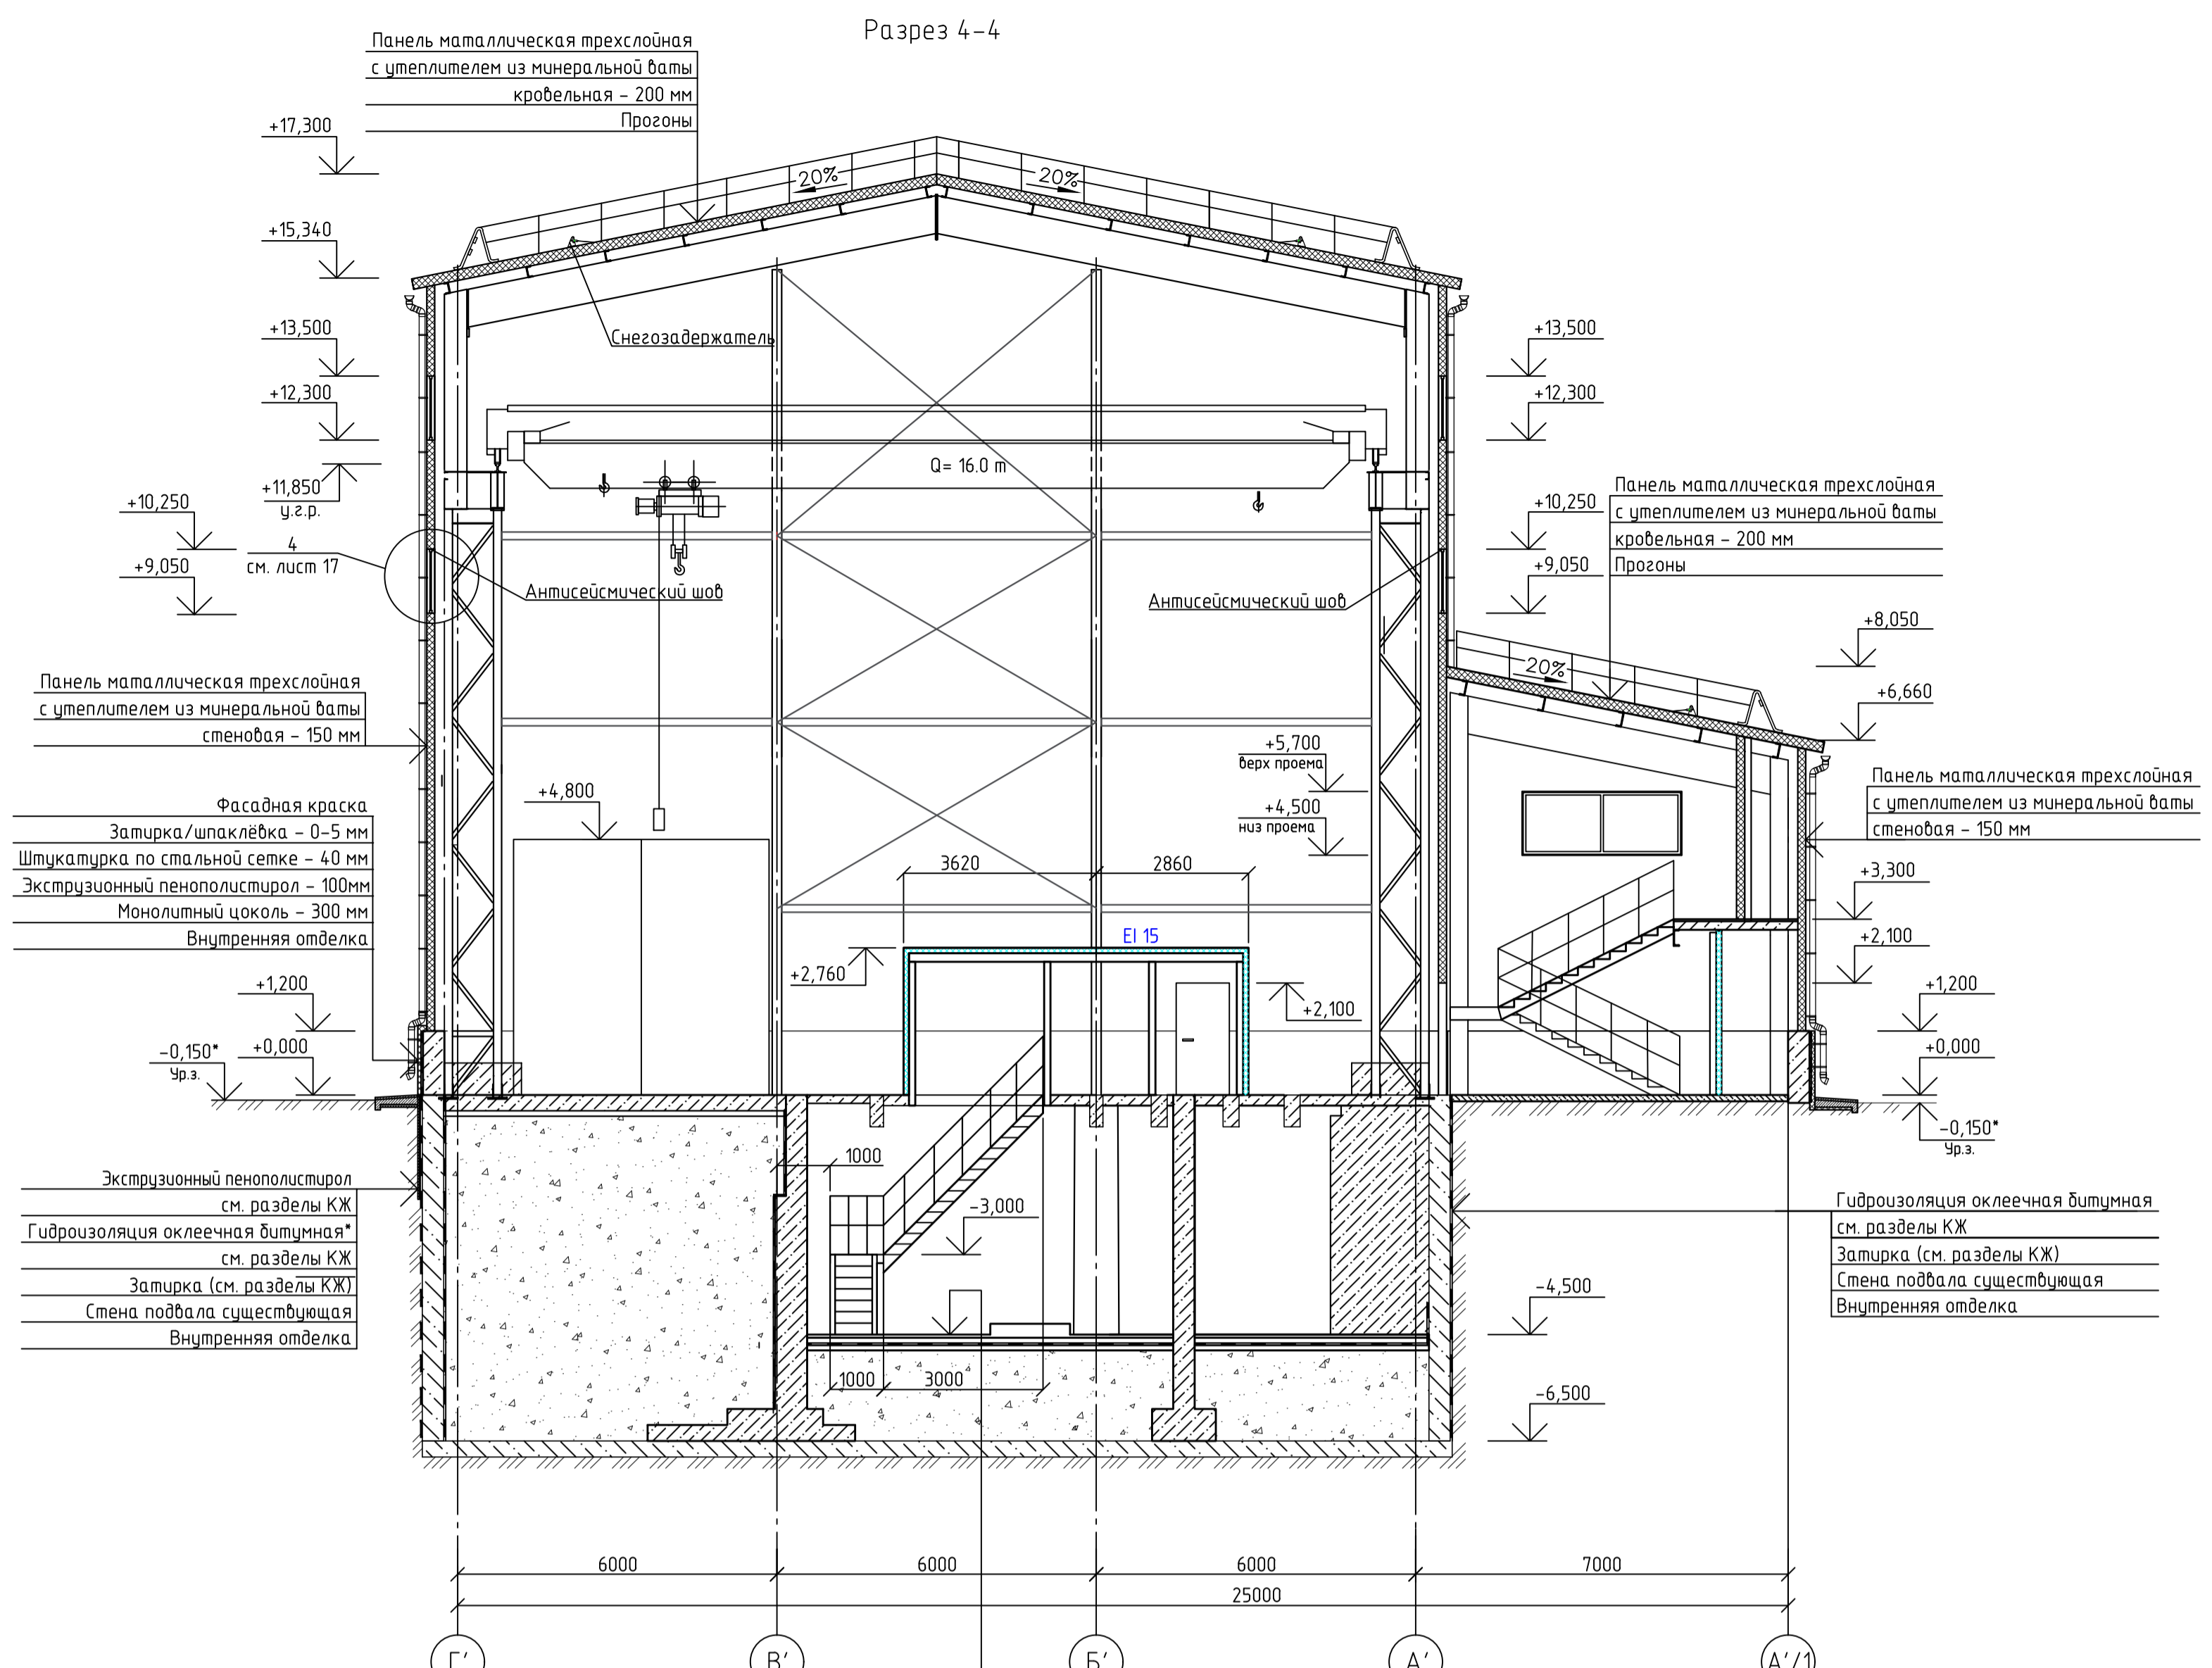 Разрез 4-4
Панель маталлическая трехслойная
с утеплителем из минеральной ваты
кровельная - 200 мм
Прогоны
+17,300
+15,340
+13,500
+12,300
+11,850
у.г.р.
+10,250
+9,050
4
см. лист 17
20%
20%
Снегозадержатель
Q= 16.0 т
Антисейсмический шов
Антисейсмический шов
+13,500
+12,300
+10,250
+9,050
Панель маталлическая трехслойная
с утеплителем из минеральной ваты
кровельная - 200 мм
Прогоны
20%
+8,050
+6,660
Панель маталлическая трехслойная
с утеплителем из минеральной ваты
стеновая - 150 мм
Фасадная краска
Затирка/шпаклёвка - 0-5 мм
Штукатурка по стальной сетке - 40 мм
Экструзионный пенополистирол - 100мм
Монолитный цоколь - 300 мм
Внутренняя отделка
+1,200
+0,000
-0,150*
Ур.з.
+4,800
+5,700
верх проема
+4,500
низ проема
3620
2860
EI 15
+2,760
+2,100
Панель маталлическая трехслойная
с утеплителем из минеральной ваты
стеновая - 150 мм
+3,300
+2,100
+1,200
+0,000
-0,150*
Ур.з.
Экструзионный пенополистирол
см. разделы КЖ
Гидроизоляция оклеечная битумная*
см. разделы КЖ
Затирка (см. разделы КЖ)
Стена подвала существующая
Внутренняя отделка
1000
-3,000
1000
3000
Гидроизоляция оклеечная битумная
см. разделы КЖ
Затирка (см. разделы КЖ)
Стена подвала существующая
Внутренняя отделка
-4,500
-6,500
6000
6000
6000
7000
25000
Г'
В'
Б'
А'
А'/1